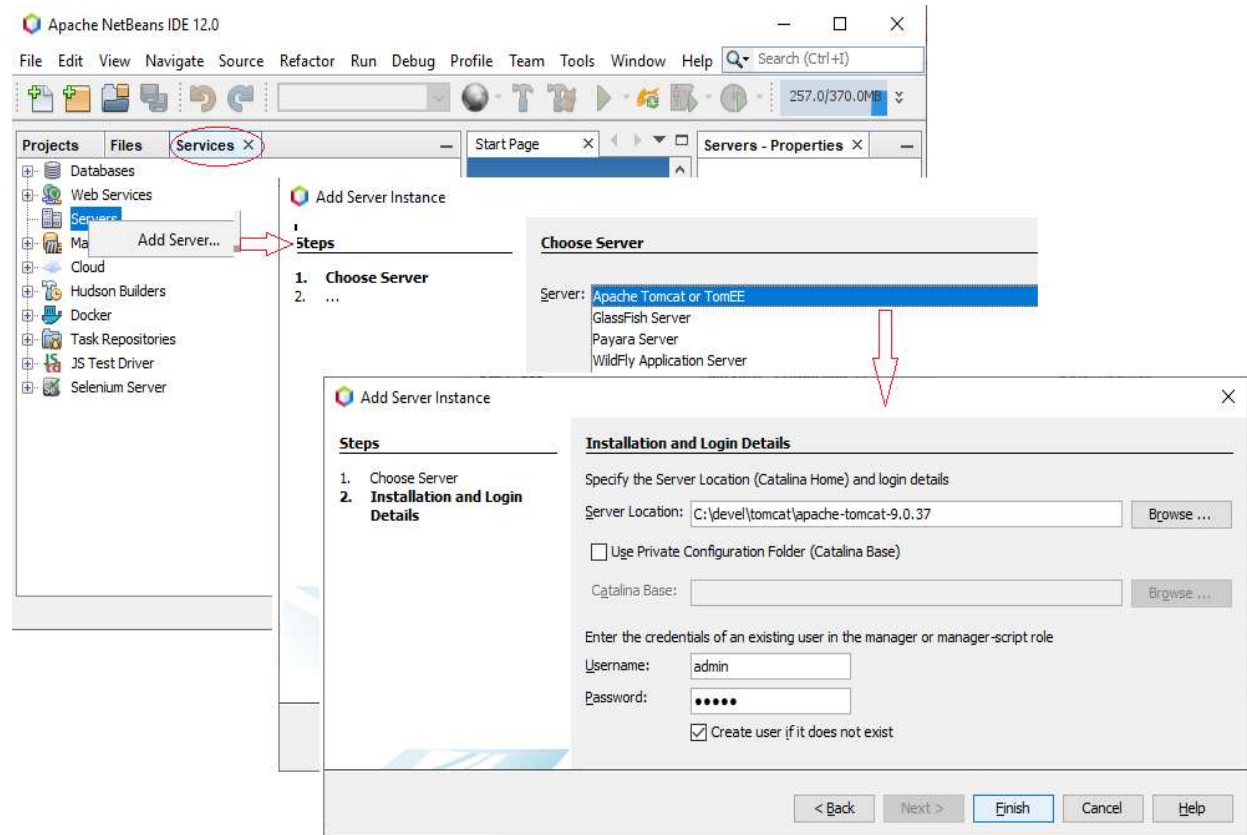 Apache NetBeans IDE 12.0
File Edit View Navigate Source Refactor Run Debug Profile Team Tools Window Help Search (Ctrl+I)
257.0/370.0MB
Projects Files Services Start Page Servers - Properties
Databases
Web Services
Servers
Ma
Add Server...
Cloud
Hudson Builders
Docker
Task Repositories
JS Test Driver
Selenium Server
Add Server Instance
Steps
1. Choose Server
2. ...
Choose Server
Server: Apache Tomcat or TomEE
GlassFish Server
Payara Server
WildFly Application Server
Add Server Instance
Steps
1. Choose Server
2. Installation and Login
Details
Installation and Login Details
Specify the Server Location (Catalina Home) and login details
Server Location: C:\devel\tomcat\apache-tomcat-9.0.37 Browse ...
Use Private Configuration Folder (Catalina Base)
Catalina Base: Browse ...
Enter the credentials of an existing user in the manager or manager-script role
Username: admin
Password: •••••
Create user if it does not exist
< Back Next > Finish Cancel Help